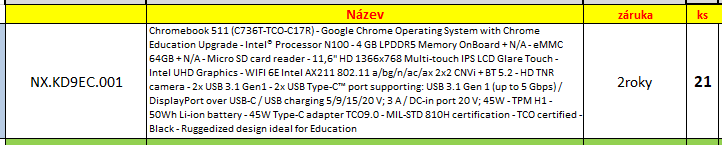 Název záruka ks
Chromebook 511 (C736T-TCO-C17R) - Google Chrome Operating System with Chrome
Education Upgrade - Intel® Processor N100 - 4 GB LPDDR5 Memory OnBoard + N/A - eMMC
64GB + N/A - Micro SD card reader - 11,6" HD 1366x768 Multi-touch IPS LCD Glare Touch -
Intel UHD Graphics - WIFI 6E Intel AX211 802.11 a/bg/n/ac/ax 2x2 CNVi + BT 5.2 - HD TNR
NX.KD9EC.001 camera - 2x USB 3.1 Gen1 - 2x USB Type-C™ port supporting: USB 3.1 Gen 1 (up to 5 Gbps) / 2roky 21
DisplayPort over USB-C / USB charging 5/9/15/20 V; 3 A / DC-in port 20 V; 45W - TPM H1 -
50Wh Li-ion battery - 45W Type-C adapter TCO9.0 - MIL-STD 810H certification - TCO certified -
Black - Ruggedized design ideal for Education